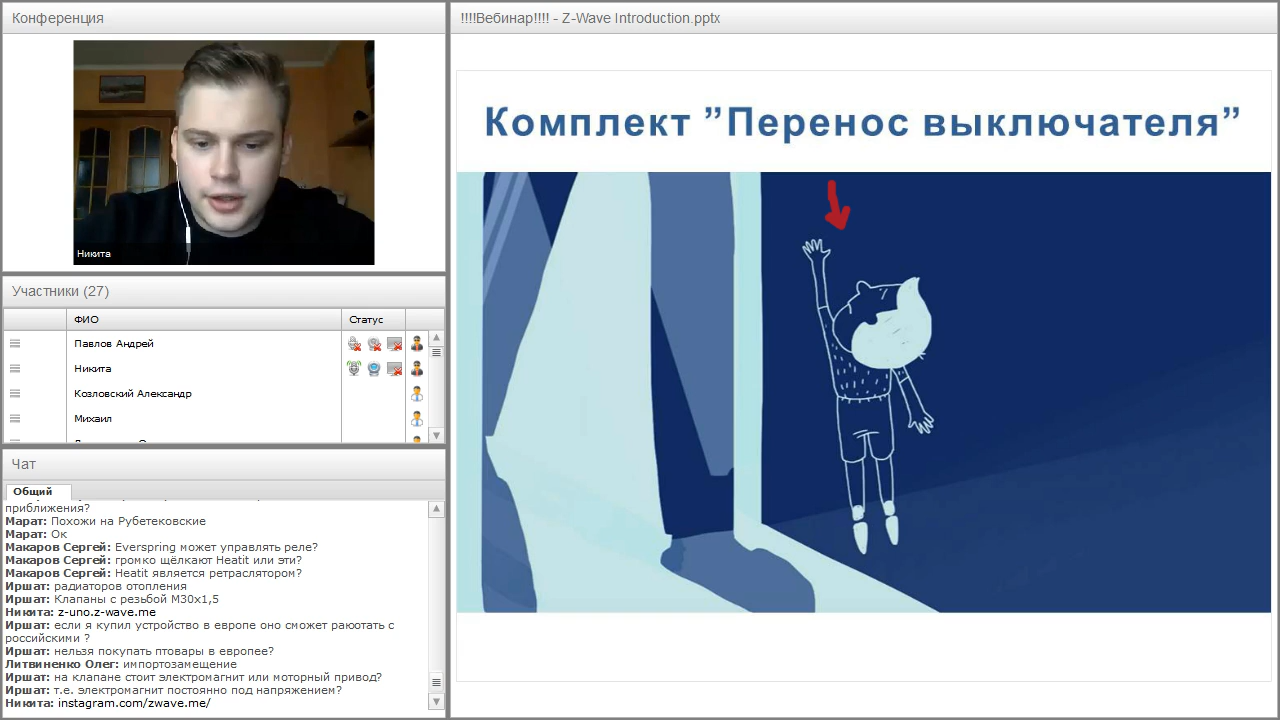 Конференция
Никита
Участники (27)
ФИО Статус
Павлов Андрей
Никита
Козловский Александр
Михаил
Чат
Общий
приближения?
Марат: Похожи на Рубетековские
Марат: Ок
Макаров Сергей: Everspring может управлять реле?
Макаров Сергей: громко щёлкают Heatit или эти?
Макаров Сергей: Heatit является ретраслятором?
Иршат: радиаторов отопления
Иршат: Клапаны с резьбой М30х1,5
Никита: z-uno.z-wave.me
Иршат: если я купил устройство в европе оно сможет раюотать с
российскими ?
Иршат: нельзя покупать птовары в европее?
Литвиненко Олег: импортозамещение
Иршат: на клапане стоит электромагнит или моторный привод?
Иршат: т.е. электромагнит постоянно под напряжением?
Никита: instagram.com/zwave.me/
!!!!Вебинар!!!! - Z-Wave Introduction.pptx
Комплект ”Перенос выключателя”